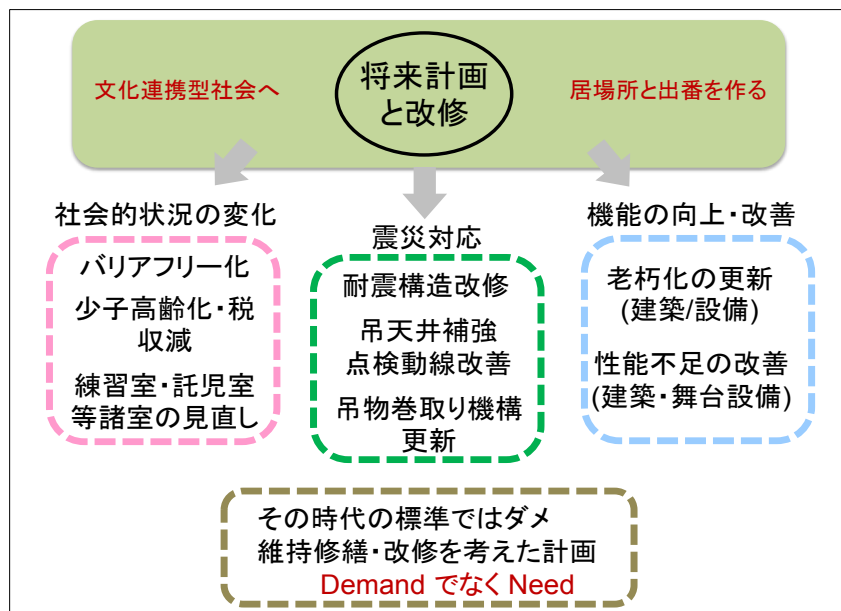 文化連携型社会へ
将来計画
と改修
居場所と出番を作る
社会的状況の変化
バリアフリー化
少子高齢化・税
収減
練習室・託児室
等諸室の見直し
震災対応
耐震構造改修
吊天井補強
点検動線改善
吊物巻取り機構
更新
機能の向上・改善
老朽化の更新
(建築/設備)
性能不足の改善
(建築・舞台設備)
その時代の標準ではダメ
維持修繕・改修を考えた計画
Demand でなく Need